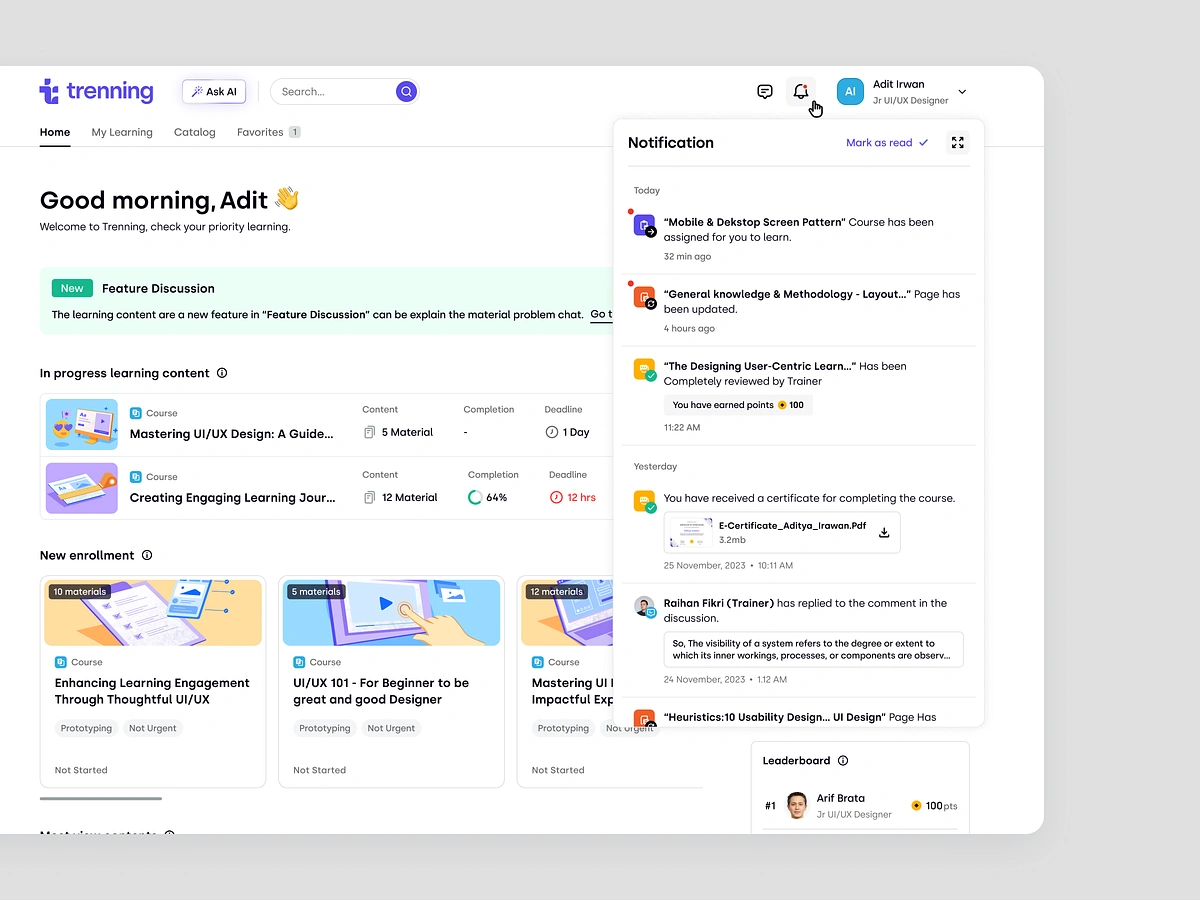 trenning
Ask AI
Search...
AI
Adit Irwan
Jr UI/UX Designer
Home
My Learning
Catalog
Favorites 1
Good morning, Adit 👋
Welcome to Trenning, check your priority learning.
New
Feature Discussion
The learning content are a new feature in “Feature Discussion” can be explain the material problem chat. Go t
In progress learning content
Course
Mastering UI/UX Design: A Guide...
Content
5 Material
Completion
-
Deadline
1 Day
Course
Creating Engaging Learning Jour...
Content
12 Material
Completion
64%
Deadline
12 hrs
New enrollment
10 materials
Course
Enhancing Learning Engagement
Through Thoughtful UI/UX
Prototyping
Not Urgent
Not Started
5 materials
Course
UI/UX 101 - For Beginner to be
great and good Designer
Prototyping
Not Urgent
Not Started
12 materials
Course
Mastering UI
Impactful Exp
Prototyping
Not Urgent
Not Started
Most view contents
Notification
Mark as read
Today
“Mobile & Dekstop Screen Pattern” Course has been
assigned for you to learn.
32 min ago
“General knowledge & Methodology - Layout...” Page has
been updated.
4 hours ago
“The Designing User-Centric Learn...” Has been
Completely reviewed by Trainer
You have earned points 100
11:22 AM
Yesterday
You have received a certificate for completing the course.
E-Certificate_Aditya_Irawan.Pdf
3.2mb
25 November, 2023 • 10:11 AM
Raihan Fikri (Trainer) has replied to the comment in the
discussion.
So, The visibility of a system refers to the degree or extent to
which its inner workings, processes, or components are observ...
24 November, 2023 • 1.12 AM
“Heuristics:10 Usability Design... UI Design” Page Has
Leaderboard
#1
Arif Brata
Jr UI/UX Designer
100pts